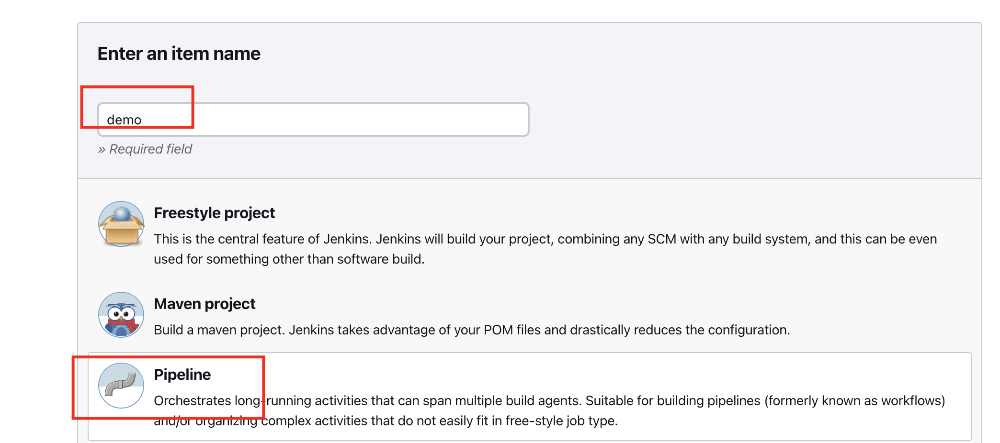 Enter an item name
demo
» Required field
Freestyle project
This is the central feature of Jenkins. Jenkins will build your project, combining any SCM with any build system, and this can be even
used for something other than software build.
Maven project
Build a maven project. Jenkins takes advantage of your POM files and drastically reduces the configuration.
Pipeline
Orchestrates long-running activities that can span multiple build agents. Suitable for building pipelines (formerly known as workflows)
and/or organizing complex activities that do not easily fit in free-style job type.